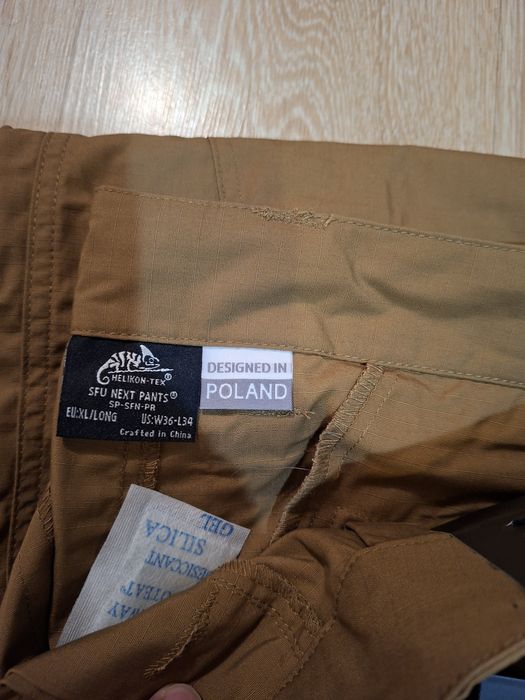 HELIKON-TEX®
SFU NEXT PANTS®
SP-SFN-PR
EU:XL/LONG US:W36-L34
Crafted in China
DESIGNED IN
POLAND
SILICA
GEL
DESICCANT